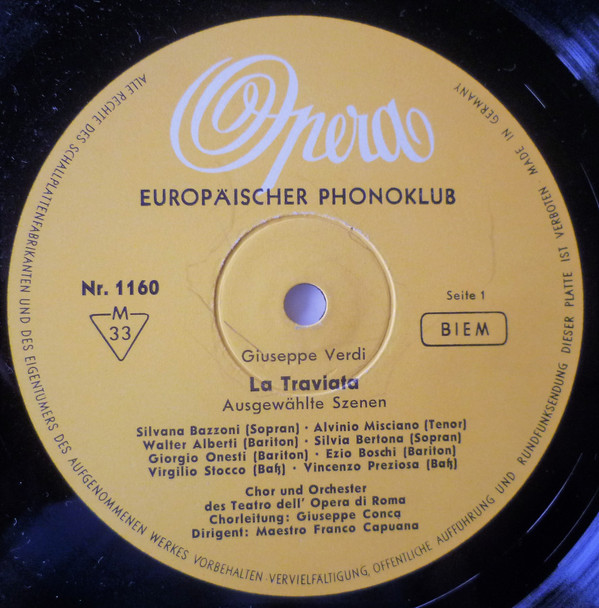 Opera
EUROPÄISCHER PHONOKLUB
Nr. 1160
M
33
Seite 1
BIEM
Giuseppe Verdi
La Traviata
Ausgewählte Szenen
Silvana Bazzoni (Sopran) · Alvinio Misciano (Tenor)
Walter Alberti (Bariton) · Silvia Bertona (Sopran)
Giorgio Onesti (Bariton) · Ezio Boschi (Bariton)
Virgilio Stocco (Baß) · Vincenzo Preziosa (Baß)
Chor und Orchester
des Teatro dell' Opera di Roma
Chorleitung: Giuseppe Conca
Dirigent: Maestro Franco Capuana
ALLE RECHTE DES SCHALLPLATTENFABRIKANTEN UND DES EIGENTÜMERS DES AUFGENOMMENEN WERKES VORBEHALTEN · VERVIELFÄLTIGUNG, ÖFFENTLICHE AUFFÜHRUNG UND RUNDFUNKSENDUNG DIESER PLATTE IST VERBOTEN MADE IN GERMANY